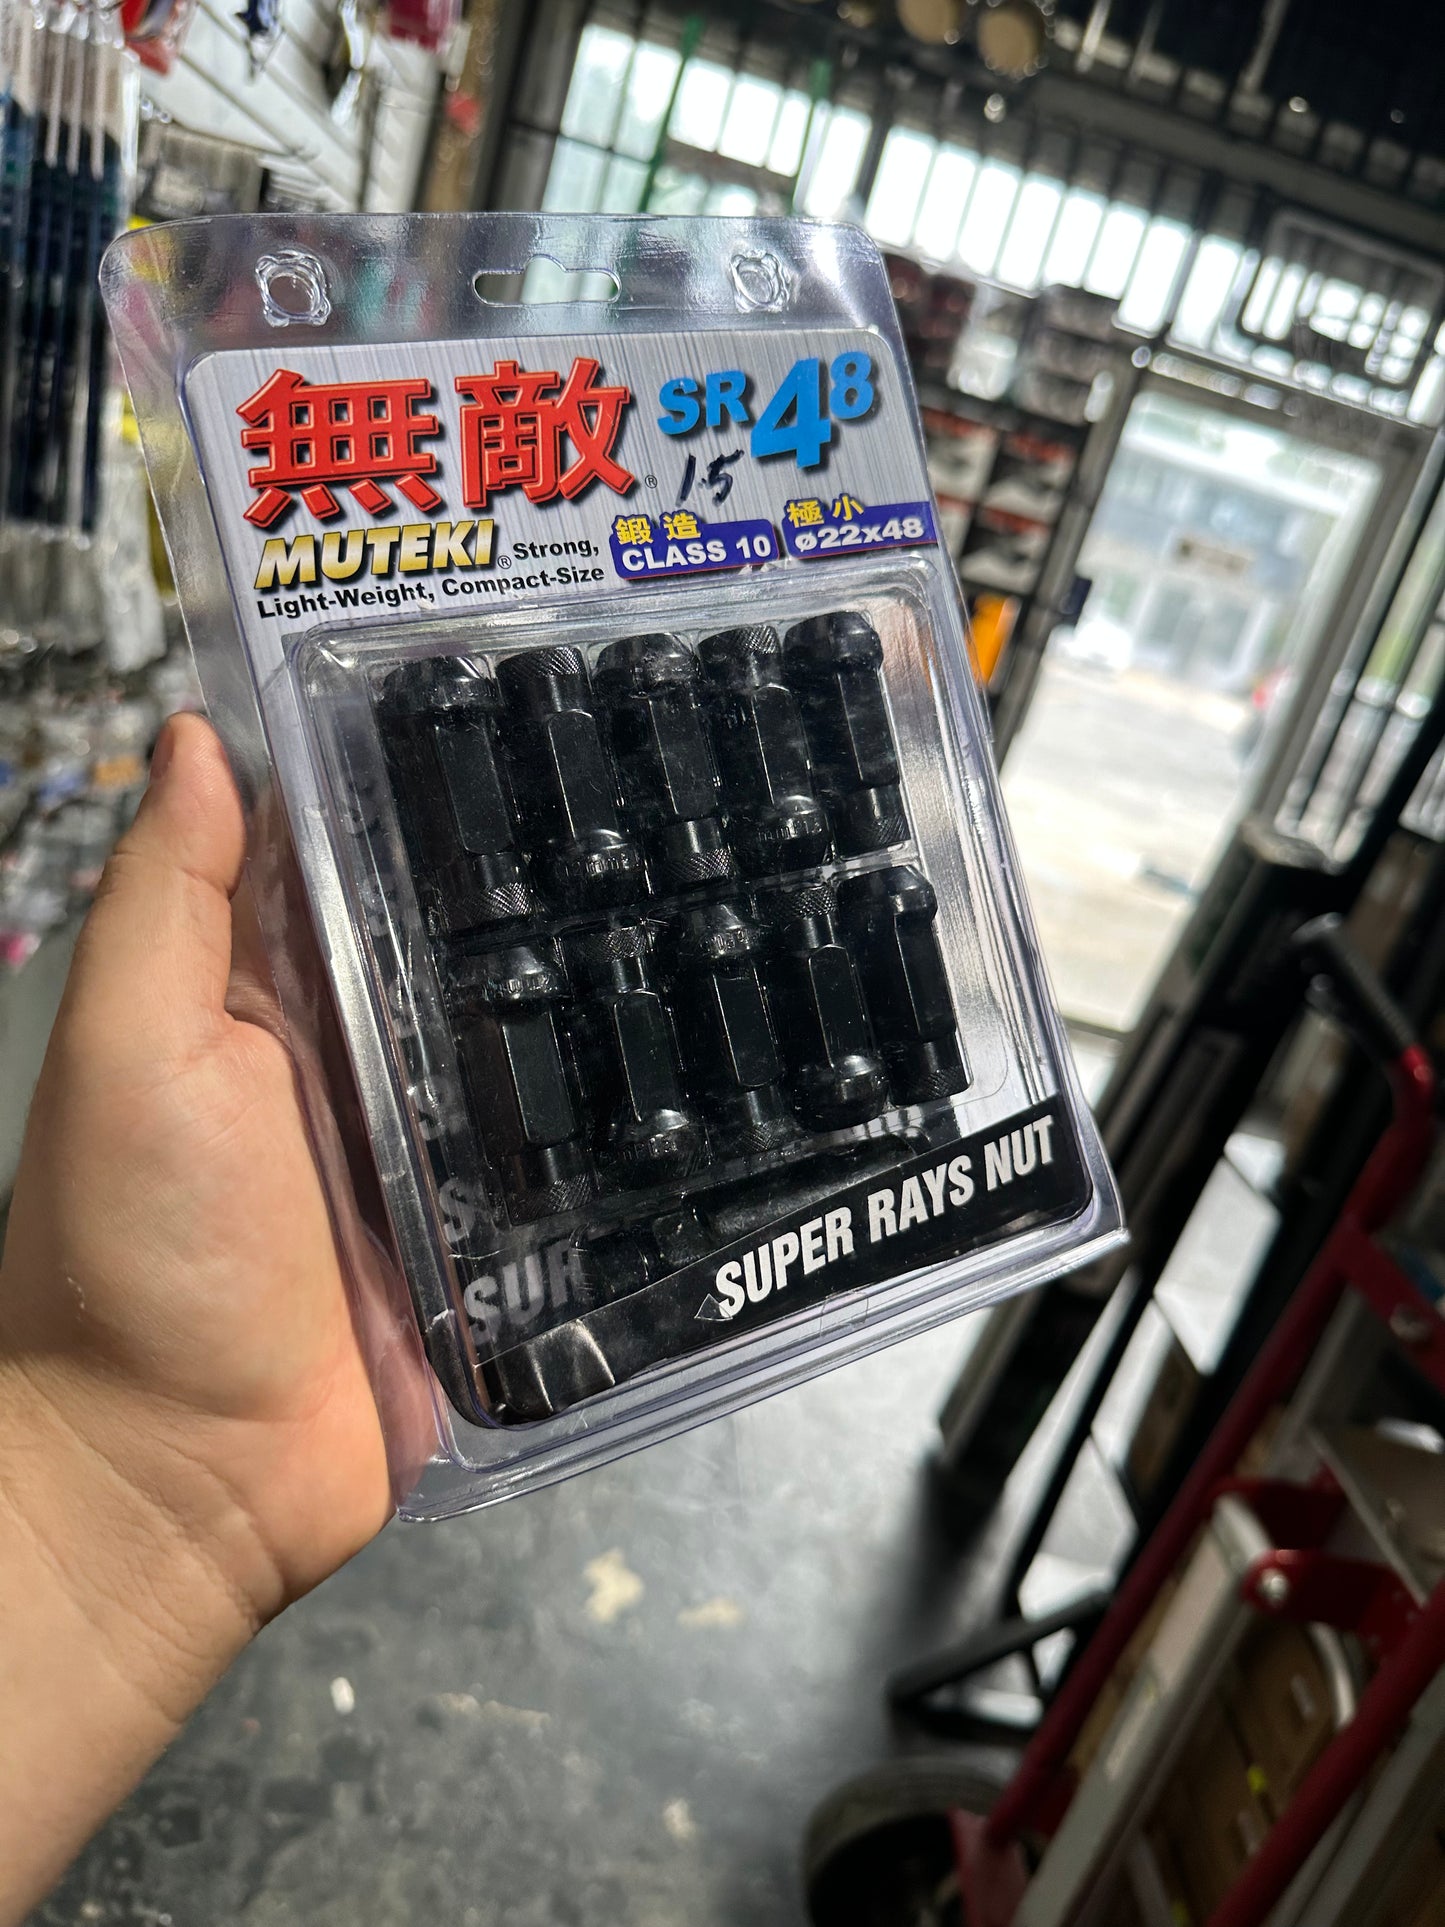 無敵® SR48
1.5
MUTEKI® Strong,
Light-Weight, Compact-Size
鍛造
CLASS 10
極小
ø22x48
SUPER RAYS NUT
SUP